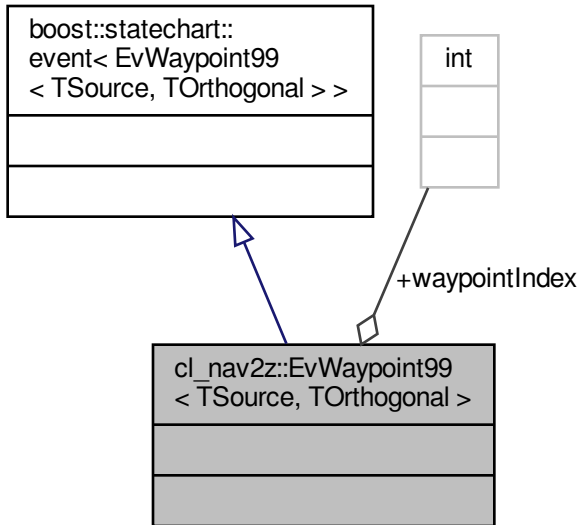 boost::statechart::
event< EvWaypoint99
< TSource, TOrthogonal > >
int
+waypointIndex
cl_nav2z::EvWaypoint99
< TSource, TOrthogonal >